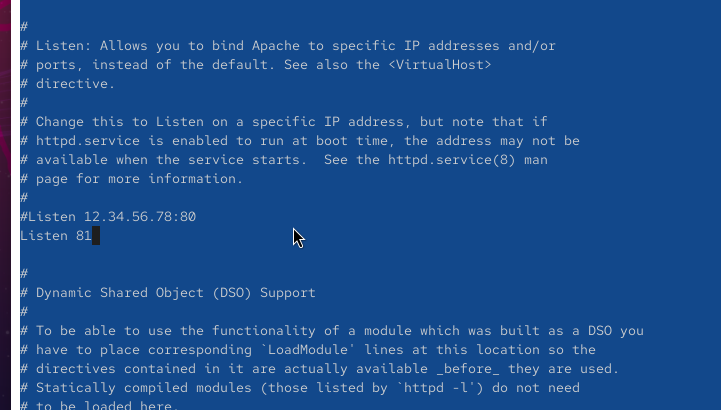 #
# Listen: Allows you to bind Apache to specific IP addresses and/or
# ports, instead of the default. See also the <VirtualHost>
# directive.
#
# Change this to Listen on a specific IP address, but note that if
# httpd.service is enabled to run at boot time, the address may not be
# available when the service starts.  See the httpd.service(8) man
# page for more information.
#
#Listen 12.34.56.78:80
Listen 81
#
# Dynamic Shared Object (DSO) Support
#
# To be able to use the functionality of a module which was built as a DSO you
# have to place corresponding `LoadModule' lines at this location so the
# directives contained in it are actually available _before_ they are used.
# Statically compiled modules (those listed by `httpd -l') do not need
# to be loaded here.